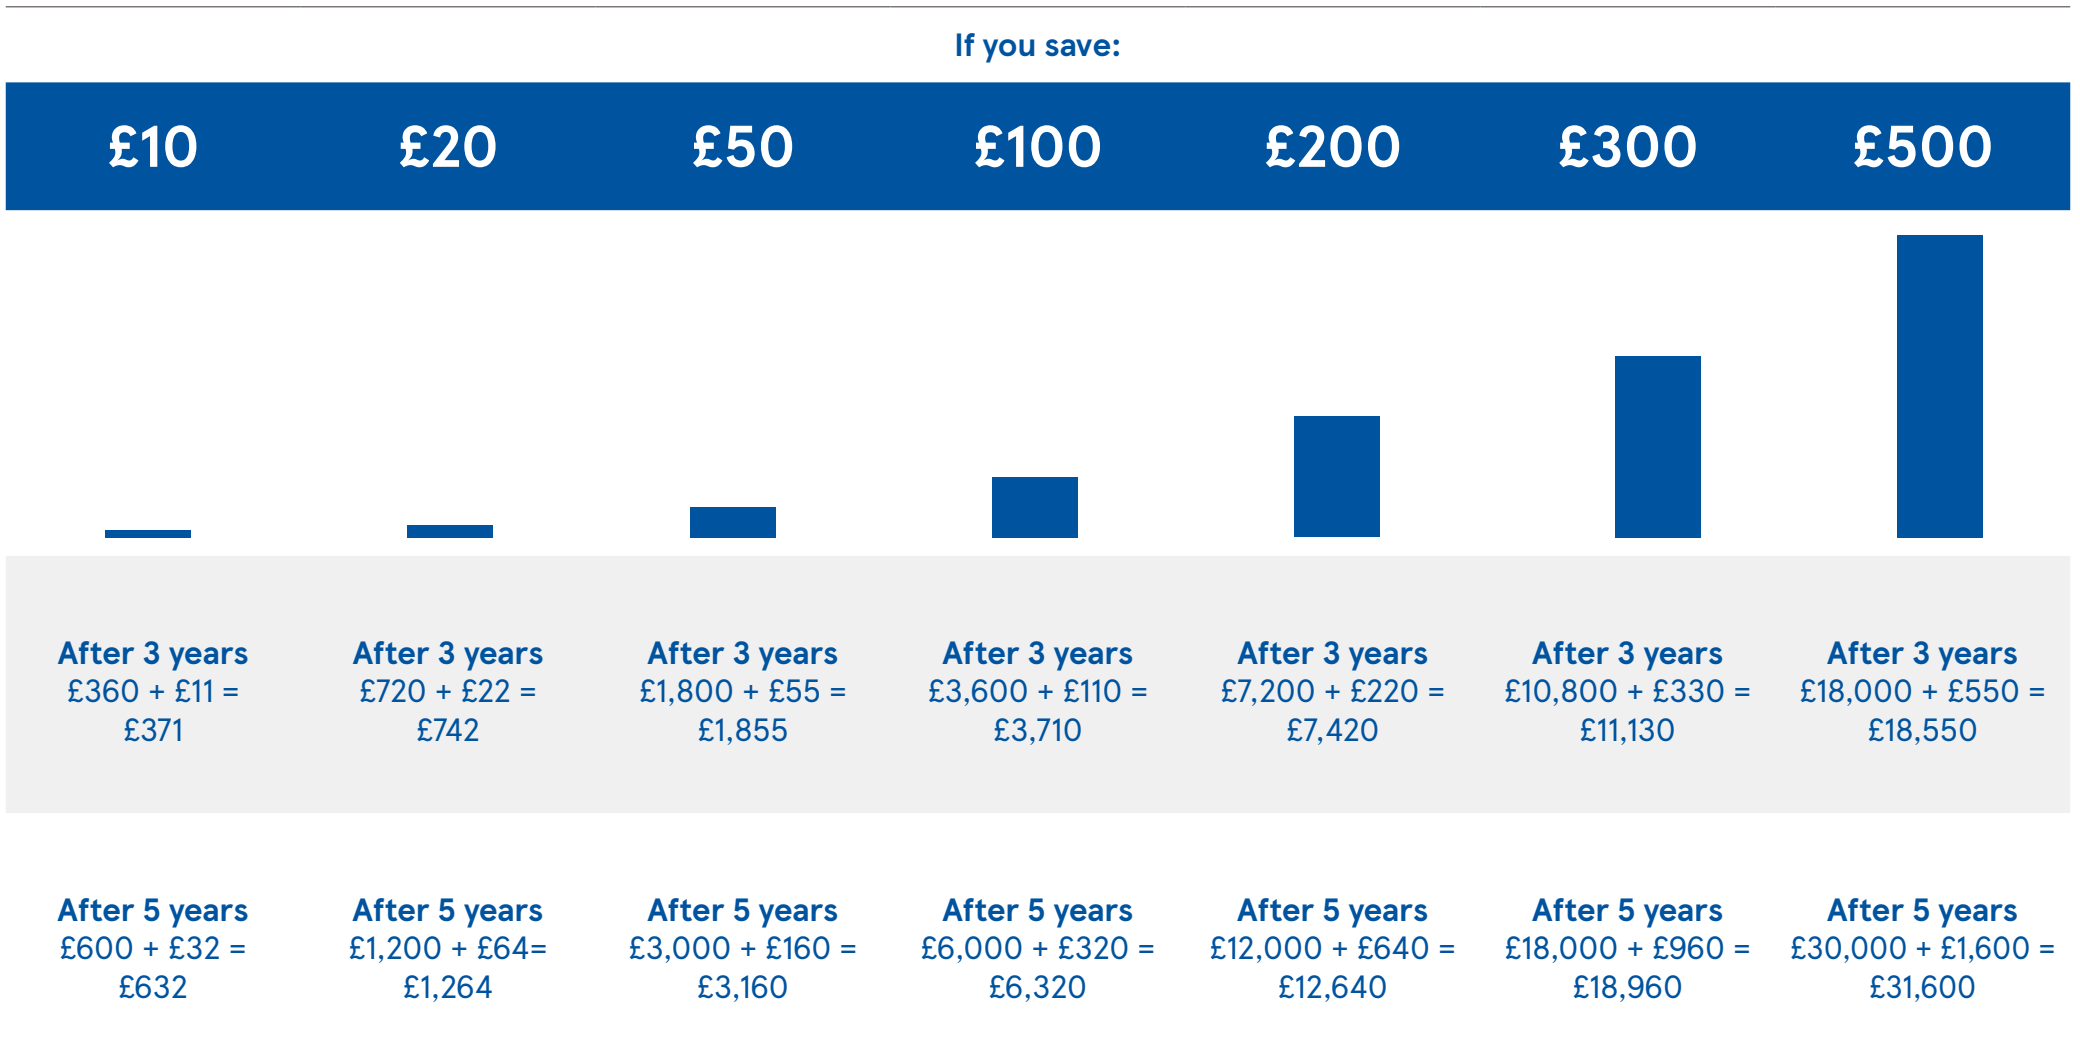 If you save:
£10 £20 £50 £100 £200 £300 £500
After 3 years After 3 years After 3 years After 3 years After 3 years After 3 years After 3 years
£360 + £11 = £720 + £22 = £1,800 + £55 = £3,600 + £110 = £7,200 + £220 = £10,800 + £330 = £18,000 + £550 =
£371 £742 £1,855 £3,710 £7,420 £11,130 £18,550
After 5 years After 5 years After 5 years After 5 years After 5 years After 5 years After 5 years
£600 + £32 = £1,200 + £64= £3,000 + £160 = £6,000 + £320 = £12,000 + £640 = £18,000 + £960 = £30,000 + £1,600 =
£632 £1,264 £3,160 £6,320 £12,640 £18,960 £31,600